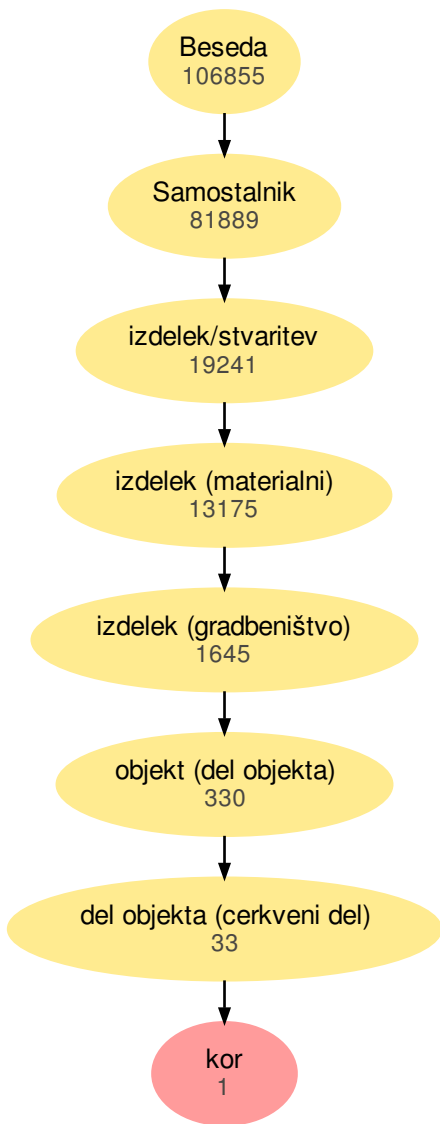 Beseda
106855
Samostalnik
81889
izdelek/stvaritev
19241
izdelek (materialni)
13175
izdelek (gradbeništvo)
1645
objekt (del objekta)
330
del objekta (cerkveni del)
33
kor
1